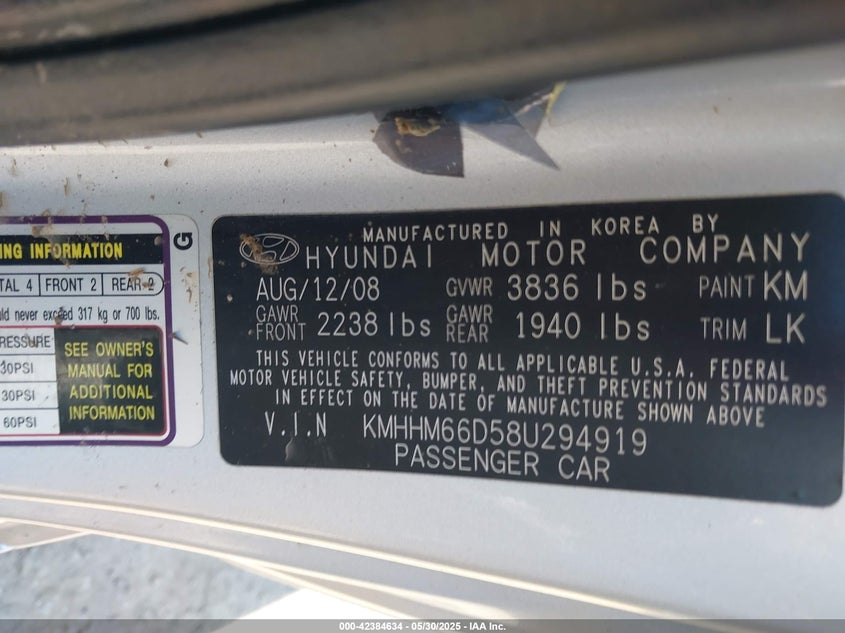 ING INFORMATION
G
TAL 4 FRONT 2 REAR 2
never exceed 317 kg or 700 lbs.
PRESSURE
30PSI
30PSI
60PSI
SEE OWNER'S
MANUAL FOR
ADDITIONAL
INFORMATION
MANUFACTURED IN KOREA BY
HYUNDAI MOTOR COMPANY
AUG/12/08 GVWR 3836 lbs PAINT KM
GAWR FRONT 2238 lbs GAWR REAR 1940 lbs TRIM LK
THIS VEHICLE CONFORMS TO ALL APPLICABLE U.S.A. FEDERAL
MOTOR VEHICLE SAFETY, BUMPER, AND THEFT PREVENTION STANDARDS
IN EFFECT ON THE DATE OF MANUFACTURE SHOWN ABOVE
V.I.N KMHHM66D58U294919
PASSENGER CAR
000-42384634 - 05/30/2025 - IAA Inc.